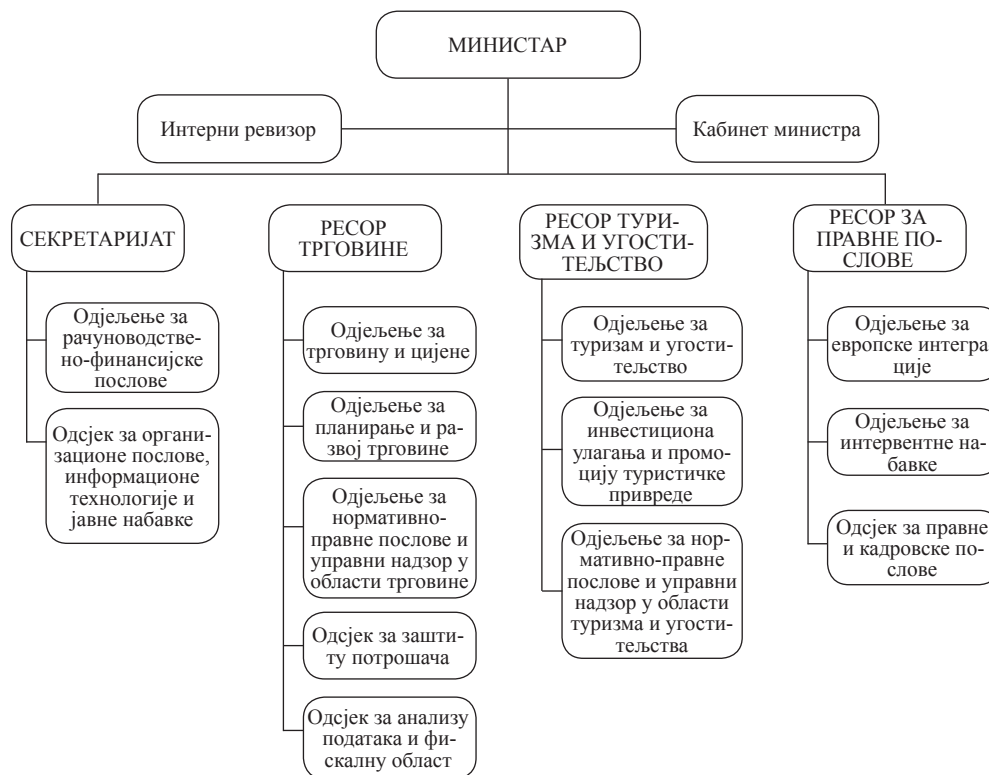 МИНИСТАР
Интерни ревизор
Кабинет министра
СЕКРЕТАРИЈАТ
РЕСОР
ТРГОВИНЕ
РЕСОР ТУРИ-
ЗМА И УГОСТИ-
ТЕЉСТВО
РЕСОР ЗА
ПРАВНЕ ПО-
СЛОВЕ
Одјељење за
рачуноводстве-
но-финансијске
послове
Одсјек за органи-
зационе послове,
информационе
технологије и
јавне набавке
Одјељење за
трговину и цијене
Одјељење за
планирање и ра-
звој трговине
Одјељење за
нормативно-
правне послове и
управни надзор у
области трговине
Одсјек за зашти-
ту потрошача
Одсјек за анализу
података и фи-
скалну област
Одјељење за
туризам и угости-
тељство
Одјељење за
инвестициона
улагања и промо-
цију туристичке
привреде
Одјељење за нор-
мативно-правне
послове и управни
надзор у области
туризма и угости-
тељства
Одјељење за
европске интегра-
ције
Одјељење за
интервентне на-
бавке
Одсјек за правне
и кадровске по-
слове